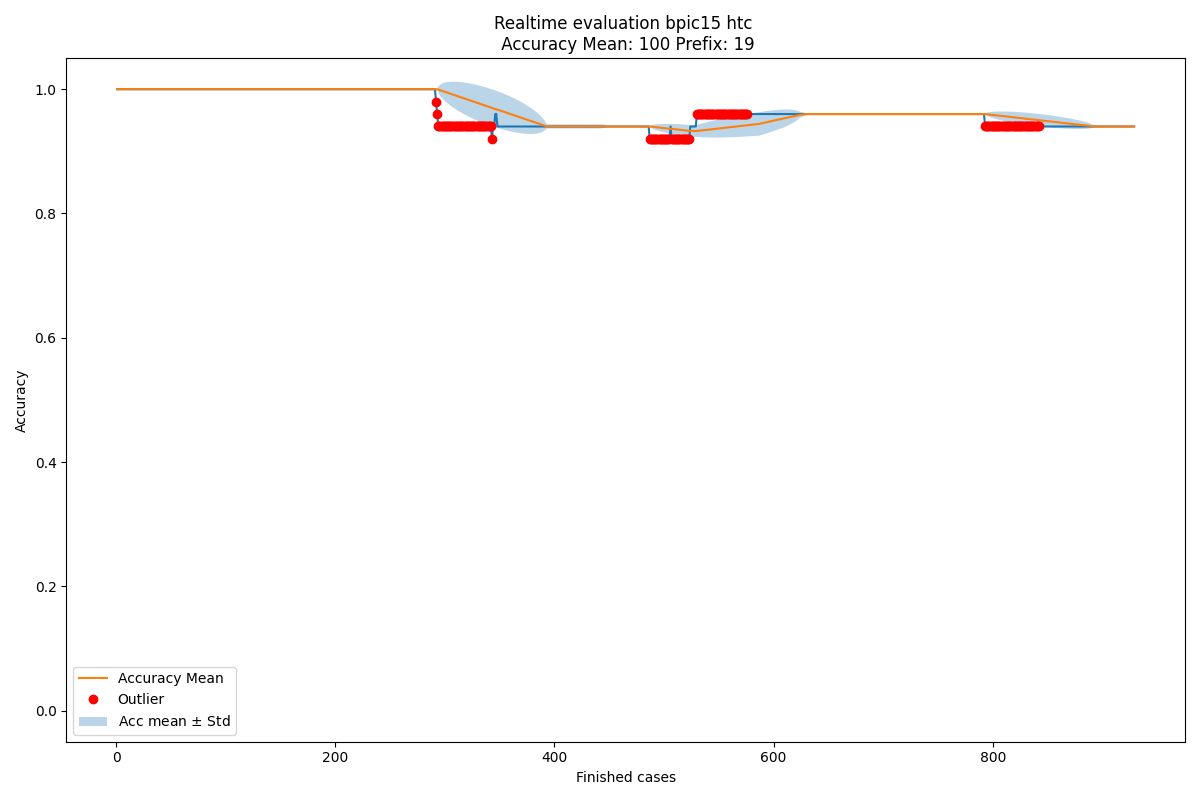 Realtime evaluation bpic15 htc
Accuracy Mean: 100 Prefix: 19
1.0
0.8
0.6
0.4
0.2
0.0
Accuracy
Accuracy Mean
Outlier
Acc mean ± Std
0 200 400 600 800
Finished cases